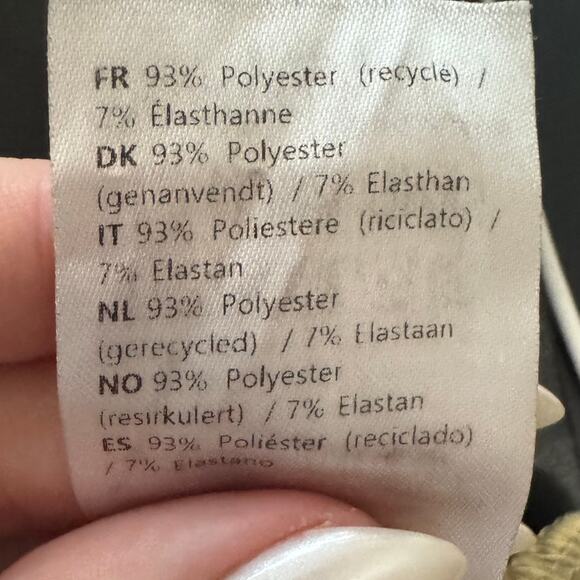 FR 93% Polyester (recycle) /
7% Élasthanne
DK 93% Polyester
(genanvendt) / 7% Elasthan
IT 93% Poliestere (riciclato) /
7% Elastan
NL 93% Polyester
(gerecycled) / 7% Elastaan
NO 93% Polyester
(resirkulert) / 7% Elastan
ES 93% Poliéster (reciclado)
/ 7% Elastano